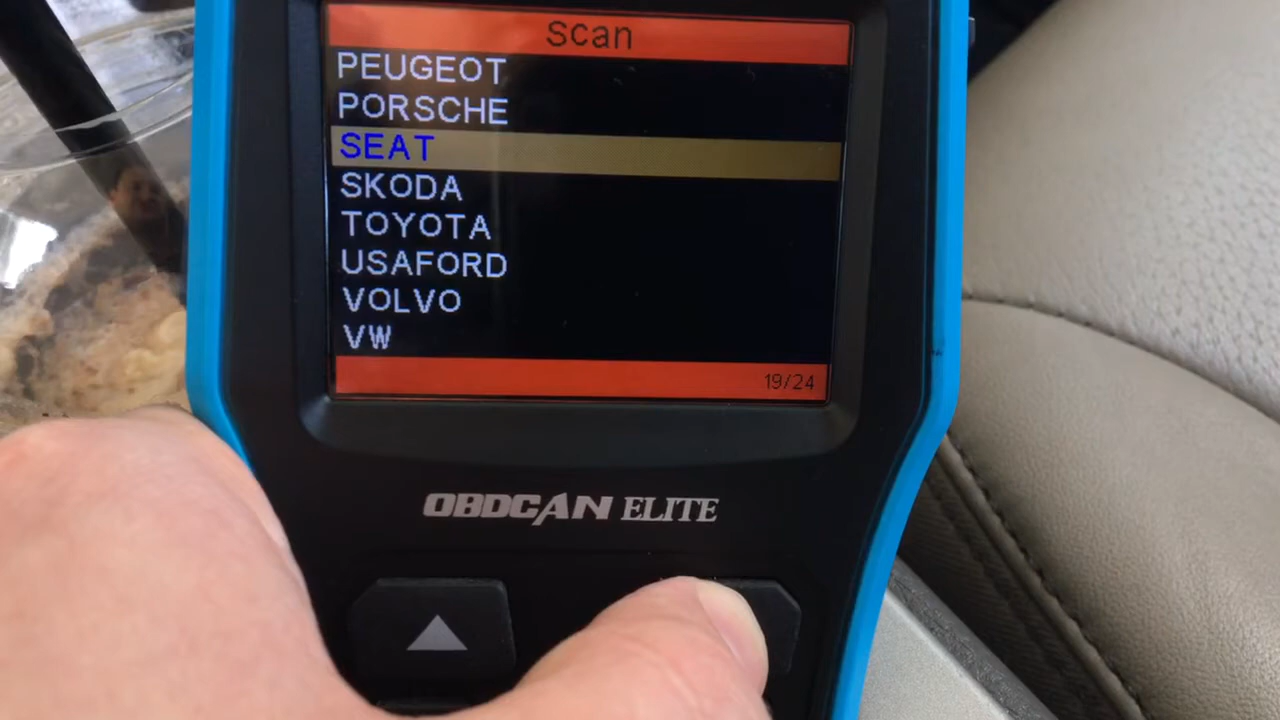 Scan
PEUGEOT
PORSCHE
SEAT
SKODA
TOYOTA
USAFORD
VOLVO
VW
19/24
OBDCAN ELITE